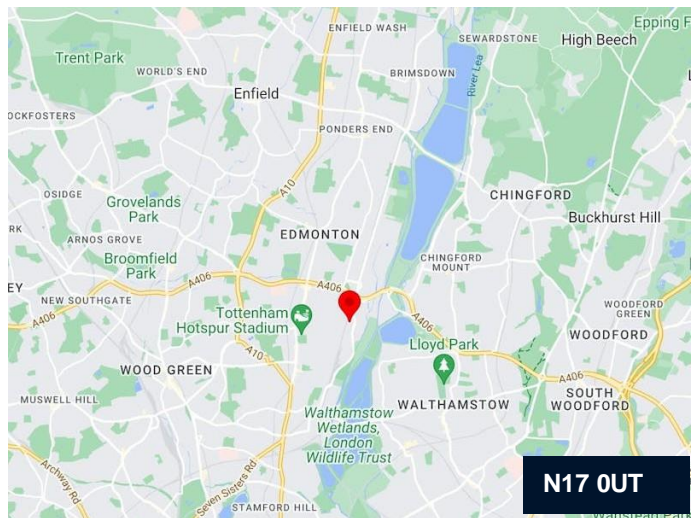 ENFIELD WASH
SEWARDSTONE
Epping F
High Beech
Trent Park
WORLD'S END
BRIMSDOWN
River Lea
Enfield
OCKFOSTERS
PONDERS END
A10
OSIDGE
CHINGFORD
Grovelands
Park
Buckhurst Hill
RK
ARNOS GROVE
EDMONTON
Broomfield
Park
CHINGFORD
MOUNT
A406
A406
EY
NEW SOUTHGATE
A406
Tottenham
Hotspur Stadium
A406
WOODFORD
GREEN
WOODFORD
Lloyd Park
A10
WOOD GREEN
A406
MUSWELL HILL
WALTHAMSTOW
SOUTH
WOODFORD
Walthamstow
Wetlands,
London
Wildlife Trust
Archway Rd
Seven Sisters Rd
STAMFORD HILL
N17 0UT